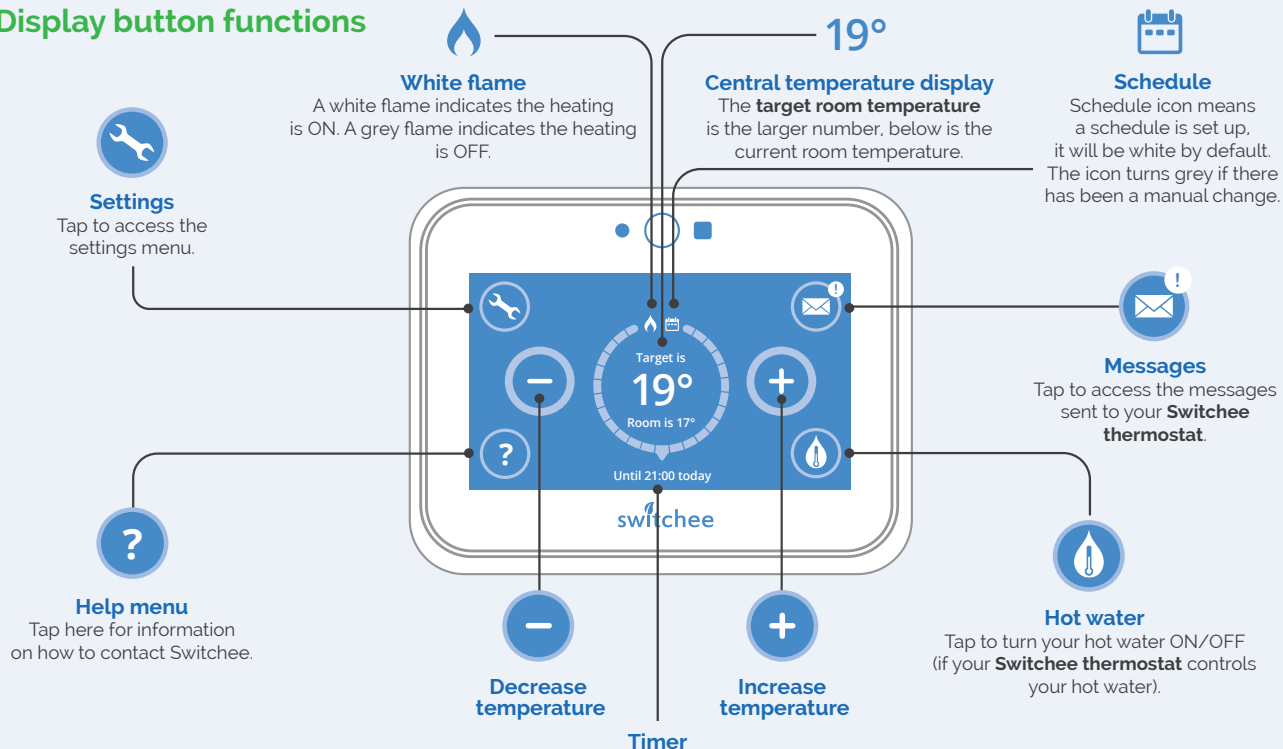 Display button functions
19°
White flame
A white flame indicates the heating
is ON. A grey flame indicates the heating
is OFF.
Central temperature display
The target room temperature
is the larger number, below is the
current room temperature.
Schedule
Schedule icon means
a schedule is set up,
it will be white by default.
The icon turns grey if there
has been a manual change.
Settings
Tap to access the
settings menu.
!
Messages
Tap to access the messages
sent to your Switchee
thermostat.
!
Target is
−
19°
+
Room is 17°
?
Until 21:00 today
switchee
?
Help menu
Tap here for information
on how to contact Switchee.
−
Decrease
temperature
+
Increase
temperature
Hot water
Tap to turn your hot water ON/OFF
(if your Switchee thermostat controls
your hot water).
Timer